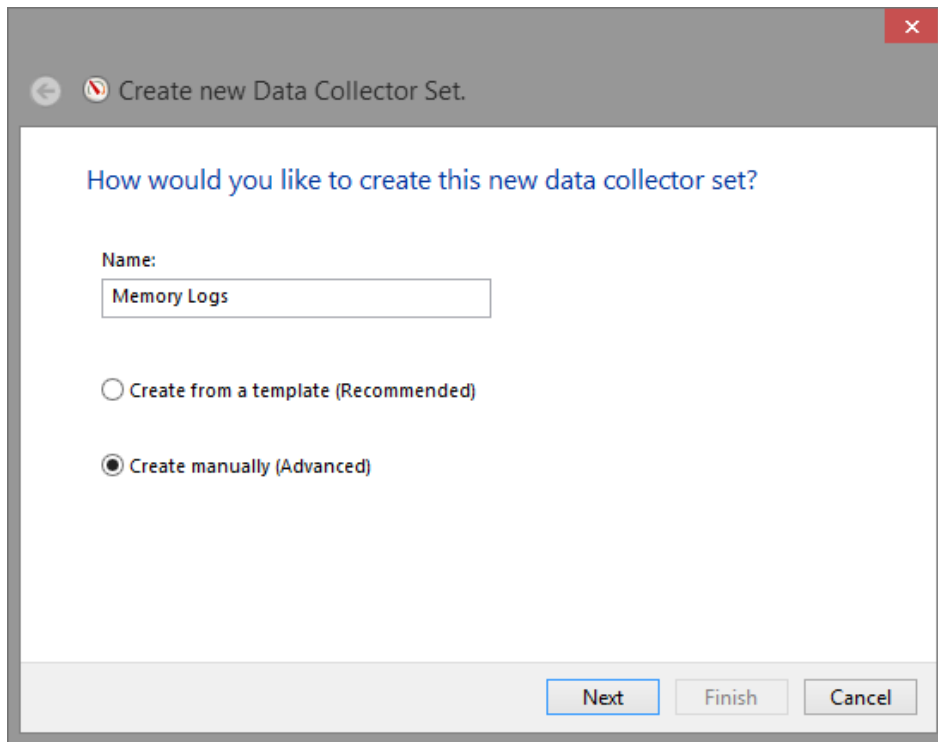 Create new Data Collector Set.
How would you like to create this new data collector set?
Name:
Memory Logs
Create from a template (Recommended)
Create manually (Advanced)
Next
Finish
Cancel